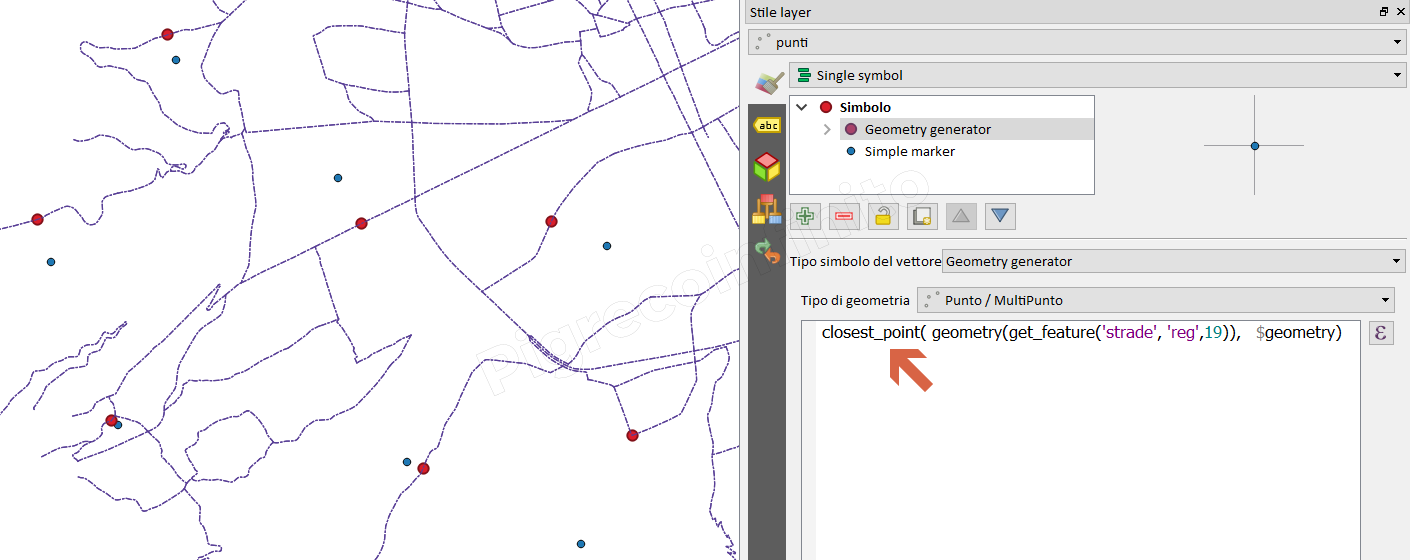 Stile layer
punti
Single symbol
Simbolo
Geometry generator
Simple marker
abc
Tipo simbolo del vettore Geometry generator
Tipo di geometria Punto / MultiPunto
closest_point( geometry(get_feature('strade', 'reg',19)), $geometry)
ε
Pigrecoinfinito